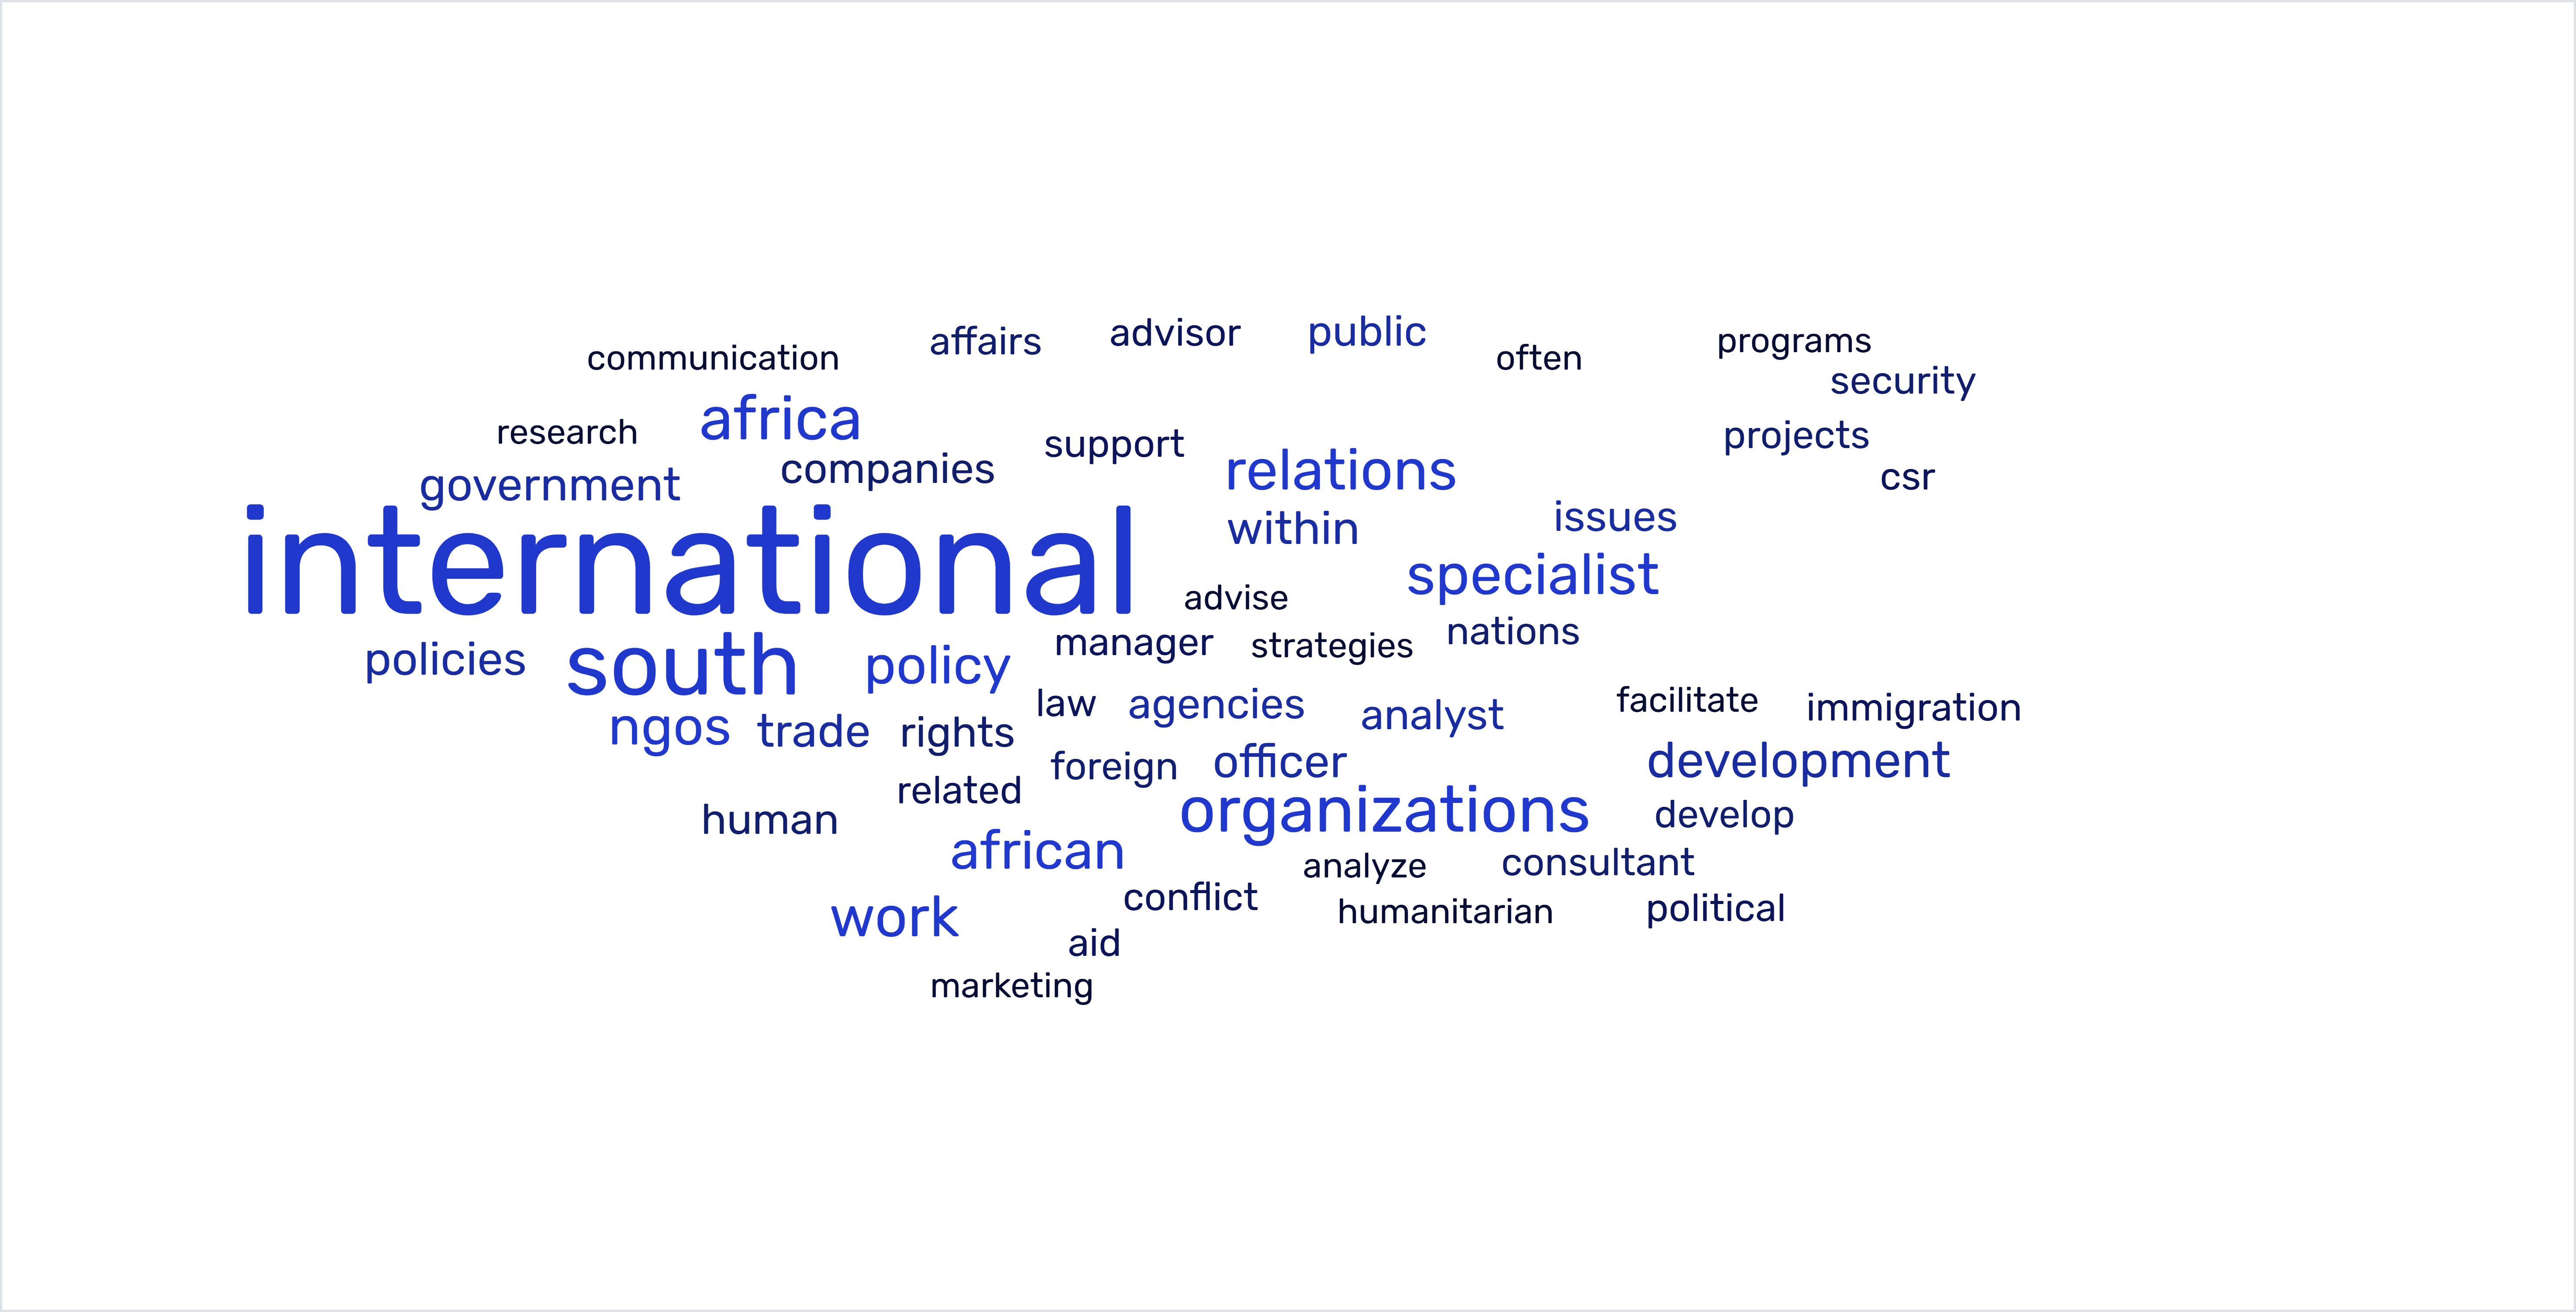 communication affairs advisor public often programs
security
research africa support projects
government companies relations csr
international within issues
advise specialist
policies south policy manager strategies nations
ngos trade rights law agencies analyst facilitate immigration
related foreign officer development
human organizations develop
african analyze consultant
work conflict humanitarian political
aid
marketing